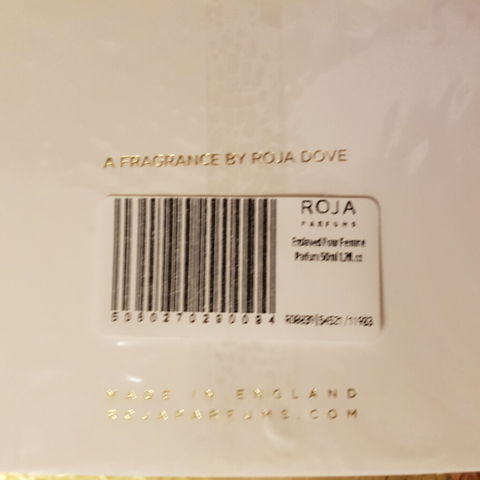 A FRAGRANCE BY ROJA DOVE
ROJA
PARFUMS
Enslaved Pour Femme
Parfum 50ml 1.7fl.oz
5060270290084
MADE IN ENGLAND
ROJAPARFUMS.COM